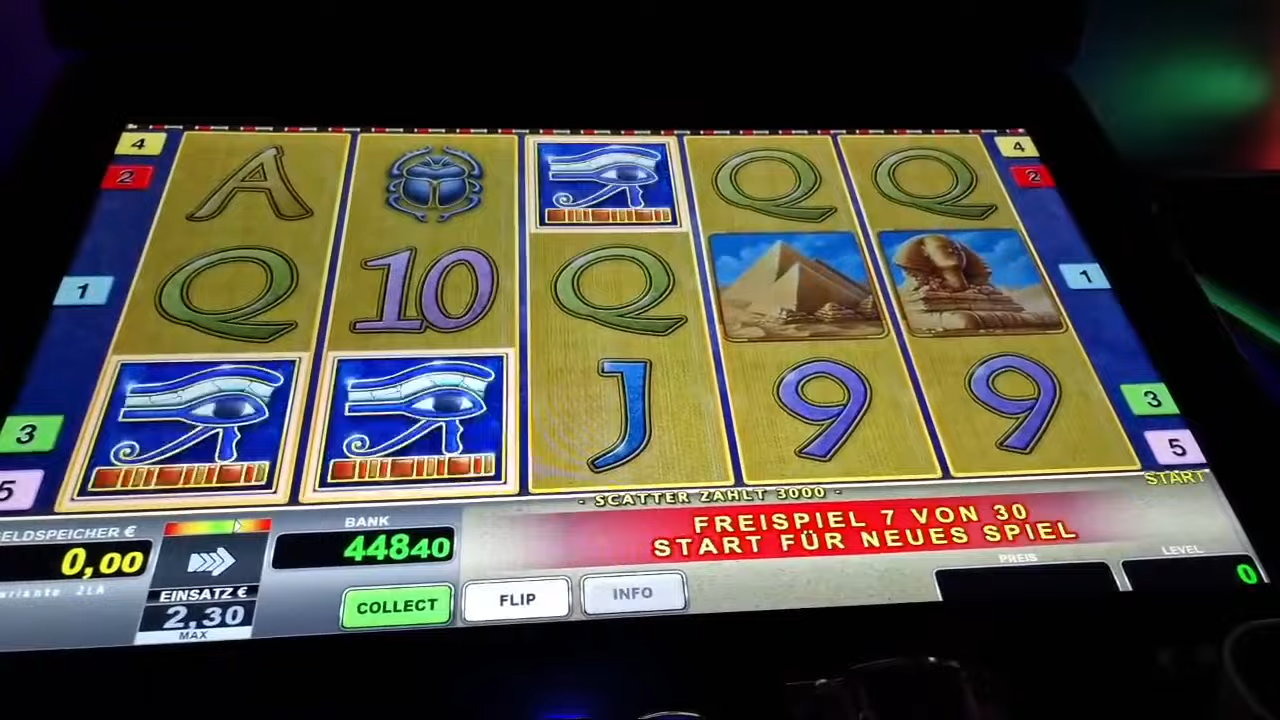 4
A
Q
Q
4
2
2
1
Q
10
Q
1
3
J
9
9
3
5
5
START
- SCATTER ZAHLT 3000 -
FREISPIEL 7 VON 30
START FÜR NEUES SPIEL
ELDSPEICHER €
0,00
BANK
44840
PREIS
LEVEL
0
ariante 2LA
EINSATZ €
2,30
MAX
COLLECT
FLIP
INFO